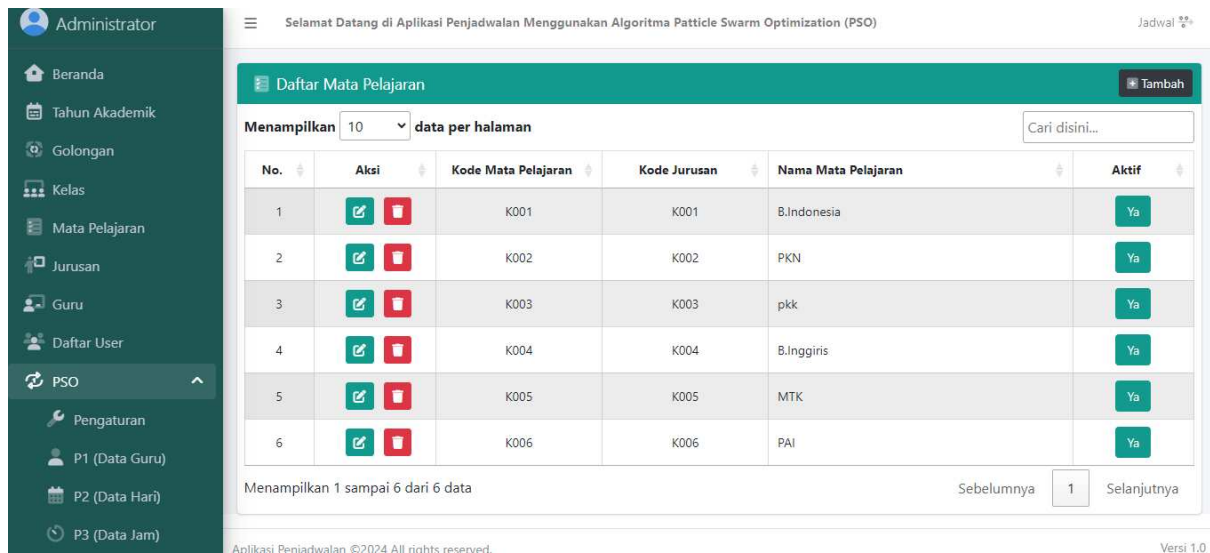 Administrator
Selamat Datang di Aplikasi Penjadwalan Menggunakan Algoritma Patticle Swarm Optimization (PSO)
Jadwal
Beranda
Tahun Akademik
Golongan
Kelas
Mata Pelajaran
Jurusan
Guru
Daftar User
PSO
Pengaturan
P1 (Data Guru)
P2 (Data Hari)
P3 (Data Jam)
Daftar Mata Pelajaran
Tambah
Menampilkan 10 data per halaman
Cari disini...
No. Aksi Kode Mata Pelajaran Kode Jurusan Nama Mata Pelajaran Aktif
1 K001 K001 B.Indonesia Ya
2 K002 K002 PKN Ya
3 K003 K003 pkk Ya
4 K004 K004 B.Inggiris Ya
5 K005 K005 MTK Ya
6 K006 K006 PAI Ya
Menampilkan 1 sampai 6 dari 6 data
Sebelumnya 1 Selanjutnya
Aplikasi Penjadwalan ©2024 All rights reserved.
Versi 1.0